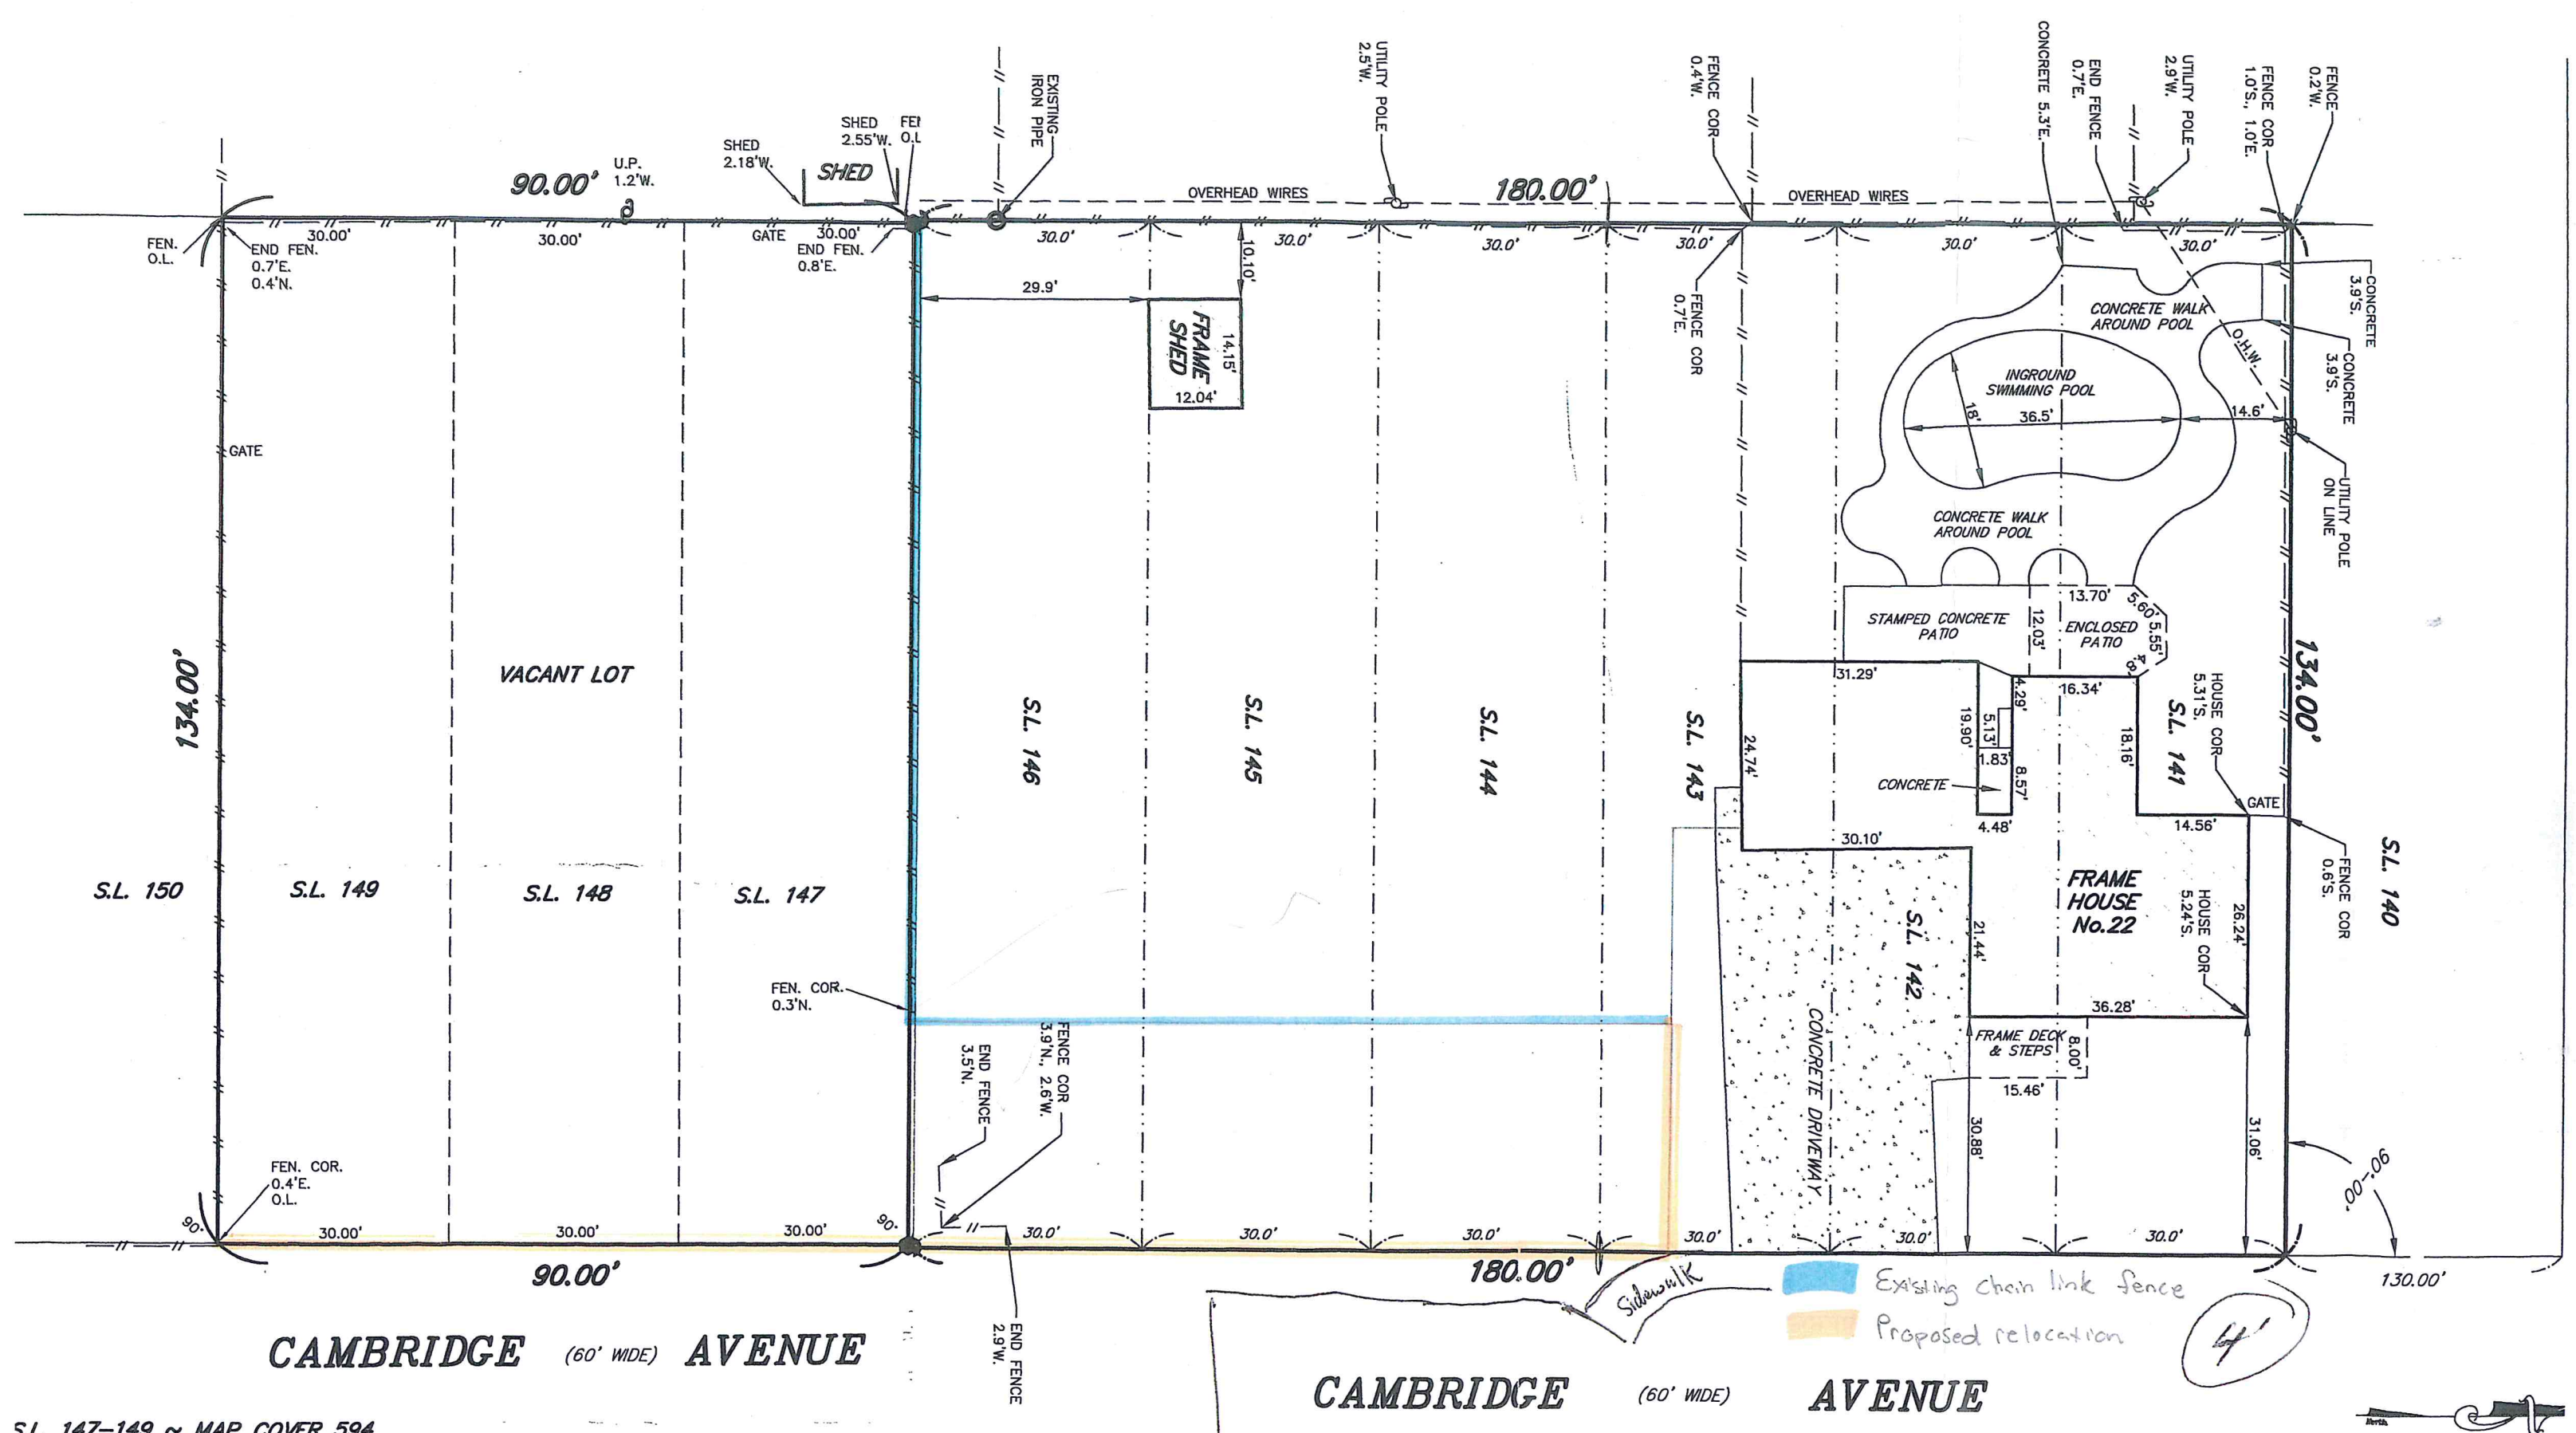 FENCE
0.2'W.
FENCE COR
1.0'S., 1.0'E.
UTILITY POLE
2.9'W.
END FENCE
0.7'E.
CONCRETE 5.3'E.
FENCE COR
0.4'W.
UTILITY POLE
2.5'W.
EXISTING
IRON PIPE
SHED
2.55'W.
FEN
O.L
SHED
2.18'W.
SHED
U.P.
1.2'W.
90.00'
OVERHEAD WIRES
180.00'
OVERHEAD WIRES
FEN.
O.L.
END FEN.
0.7'E.
0.4'N.
30.00'
30.00'
GATE
30.00'
END FEN.
0.8'E.
30.0'
30.0'
30.0'
30.0'
30.0'
30.0'
10.10'
29.9'
FRAME
SHED
14.15'
12.04'
FENCE COR
0.7'E.
CONCRETE WALK
AROUND POOL
CONCRETE
3.9'S.
CONCRETE
3.9'S.
O.H.W.
INGROUND
SWIMMING POOL
18'
36.5'
14.6'
UTILITY POLE
ON LINE
GATE
CONCRETE WALK
AROUND POOL
STAMPED CONCRETE
PATIO
12.03'
13.70'
ENCLOSED
PATIO
5.60'
5.55'
134.00'
VACANT LOT
134.00'
S.L. 146
S.L. 145
S.L. 144
S.L. 143
31.29'
24.74'
19.90'
4.29'
5.13'
1.83'
8.57'
CONCRETE
4.48'
16.34'
18.16'
S.L. 141
HOUSE COR
5.31'S.
GATE
14.56'
30.10'
FENCE COR
0.6'S.
S.L. 140
S.L. 150
S.L. 149
S.L. 148
S.L. 147
FRAME
HOUSE
No.22
S.L. 142
21.44'
HOUSE COR
5.24'S.
26.24'
36.28'
FEN. COR.
0.3'N.
FENCE COR
3.9'N., 2.6'W.
END FENCE
3.5'N.
CONCRETE DRIVEWAY
FRAME DECK
& STEPS
8.00'
15.46'
30.88'
31.06'
90-.00'
FEN. COR.
0.4'E.
O.L.
90·
30.00'
30.00'
30.00'
90·
30.0'
30.0'
30.0'
30.0'
30.0'
30.0'
90.00'
180.00'
130.00'
END FENCE
2.9'W.
Sidewalk
Existing chain link fence
Proposed relocation
4'
CAMBRIDGE (60' WIDE) AVENUE
CAMBRIDGE (60' WIDE) AVENUE
North
S.L. 147-149 ~ MAP COVER 594